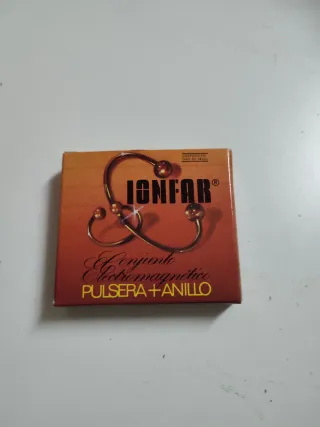 IONFAR®
Conjunto
Electromagnético
PULSERA + ANILLO